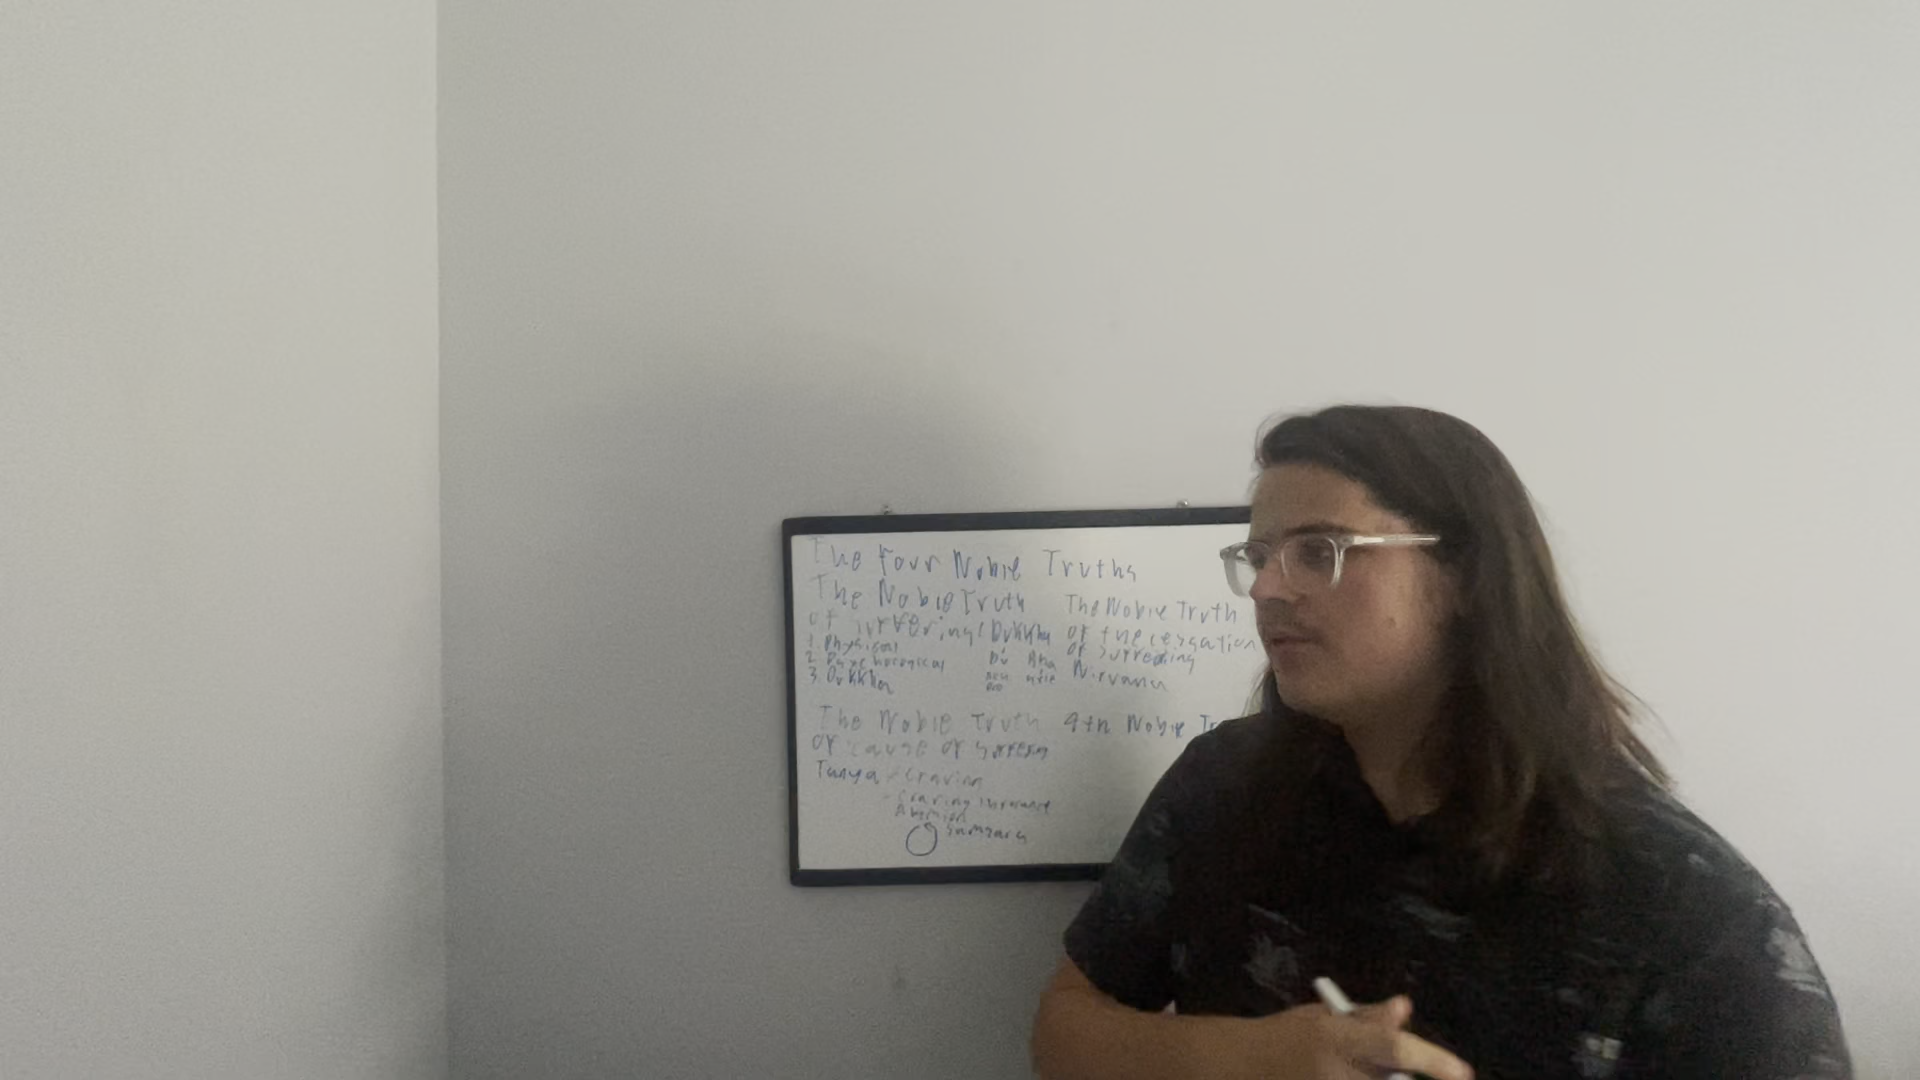 The Four Noble Truths
The Noble Truth
of suffering / Dukkha
1. Physical
2. Psychological
3. Dukkha
The Noble Truth
of the cessation
of suffering
Nirvana
The Noble Truth
of cause of
Tanya - Craving
- Craving
Samsara
4th Noble